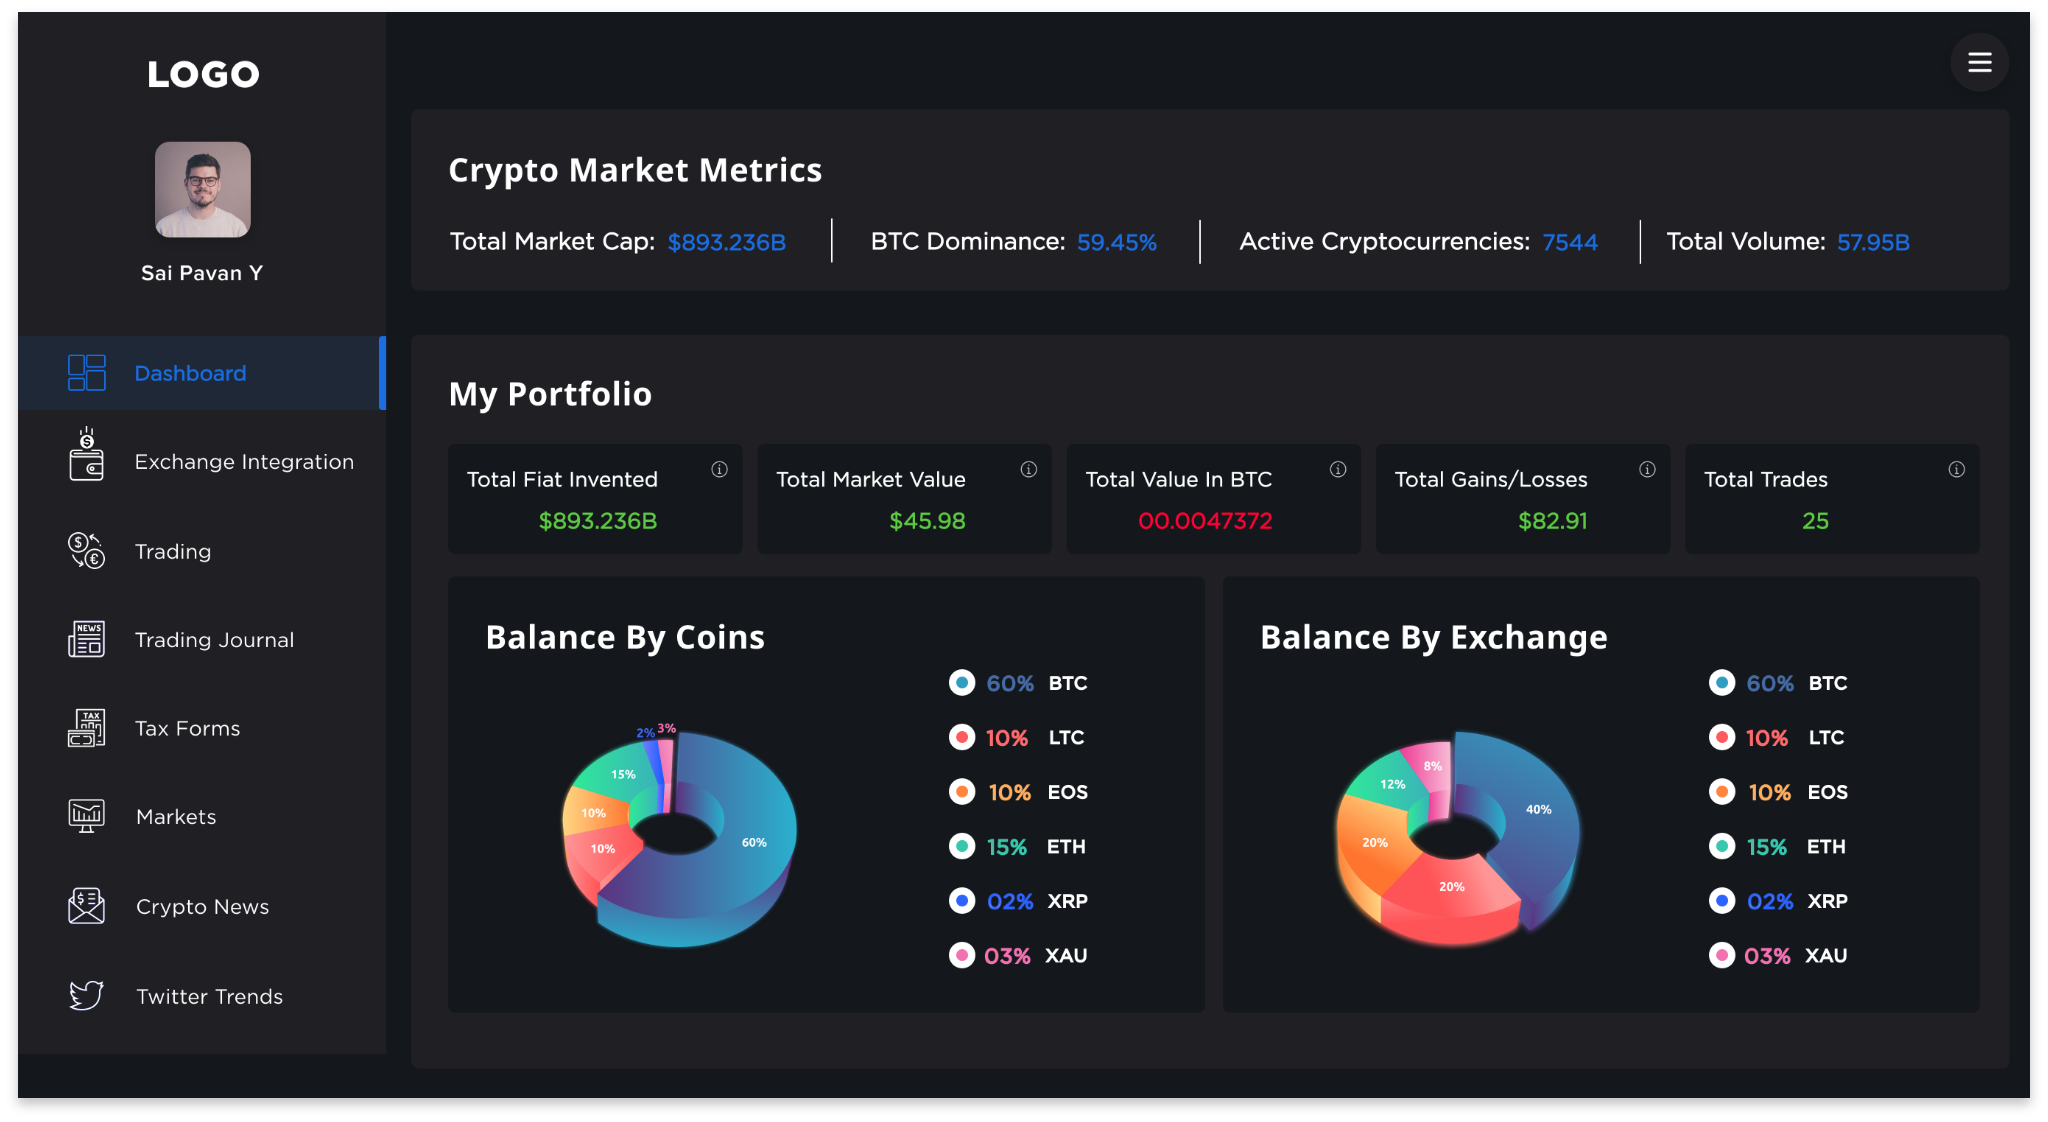 LOGO
Sai Pavan Y
Dashboard
Exchange Integration
Trading
NEWS
Trading Journal
TAX
Tax Forms
Markets
Crypto News
Twitter Trends
Crypto Market Metrics
Total Market Cap: $893.236B
BTC Dominance: 59.45%
Active Cryptocurrencies: 7544
Total Volume: 57.95B
My Portfolio
Total Fiat Invented
$893.236B
Total Market Value
$45.98
Total Value In BTC
00.0047372
Total Gains/Losses
$82.91
Total Trades
25
Balance By Coins
2%
3%
15%
10%
10%
60%
60% BTC
10% LTC
10% EOS
15% ETH
02% XRP
03% XAU
Balance By Exchange
8%
12%
40%
20%
20%
60% BTC
10% LTC
10% EOS
15% ETH
02% XRP
03% XAU